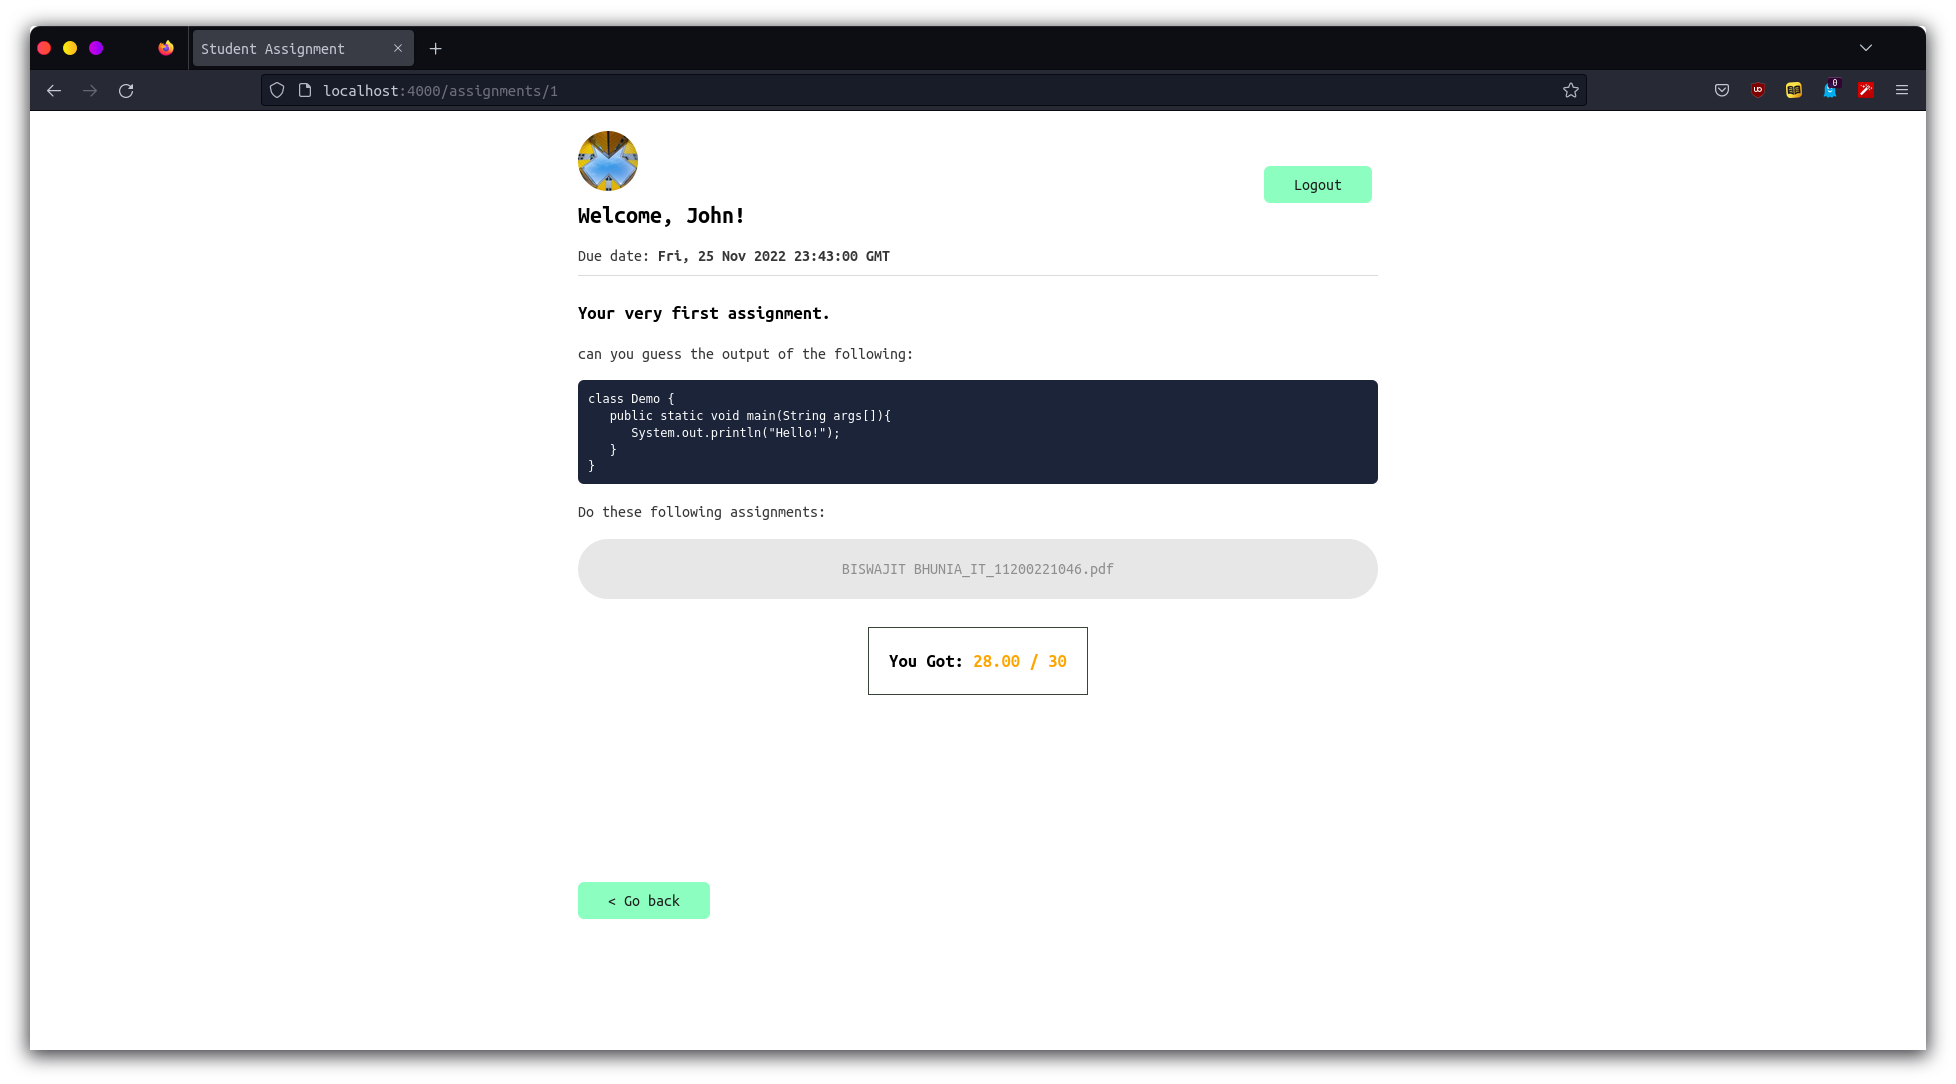 Student Assignment
localhost:4000/assignments/1
0
Logout
Welcome, John!
Due date: Fri, 25 Nov 2022 23:43:00 GMT
Your very first assignment.
can you guess the output of the following:
class Demo {
   public static void main(String args[]){
      System.out.println("Hello!");
   }
}
Do these following assignments:
BISWAJIT BHUNIA_IT_11200221046.pdf
You Got: 28.00 / 30
< Go back